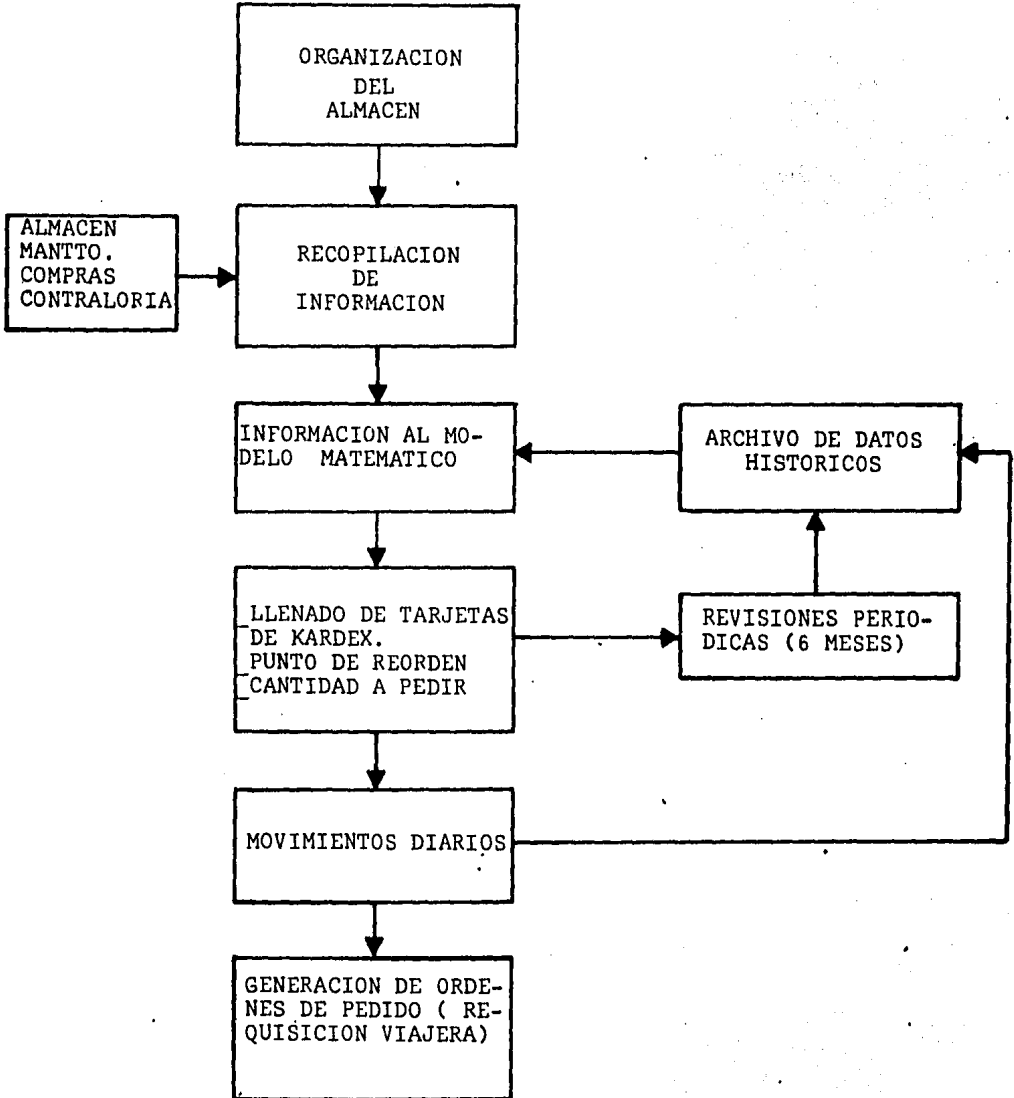 ORGANIZACION
DEL
ALMACEN
ALMACEN
MANTTO.
COMPRAS
CONTRALORIA
RECOPILACION
DE
INFORMACION
INFORMACION AL MO-
DELO MATEMATICO
ARCHIVO DE DATOS
HISTORICOS
LLENADO DE TARJETAS
DE KARDEX.
PUNTO DE REORDEN
CANTIDAD A PEDIR
REVISIONES PERIO-
DICAS (6 MESES)
MOVIMIENTOS DIARIOS
GENERACION DE ORDE-
NES DE PEDIDO ( RE-
QUISICION VIAJERA)